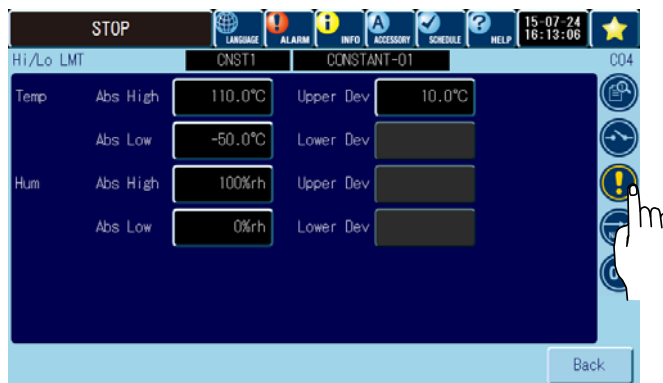 STOP LANGUAGE ALARM INFO ACCESSORY SCHEDULE HELP 15-07-24
16:13:06
Hi/Lo LMT CNST1 CONSTANT-01 C04
Temp Abs High 110.0°C Upper Dev 10.0°C
Abs Low -50.0°C Lower Dev
Hum Abs High 100%rh Upper Dev
Abs Low 0%rh Lower Dev
Back